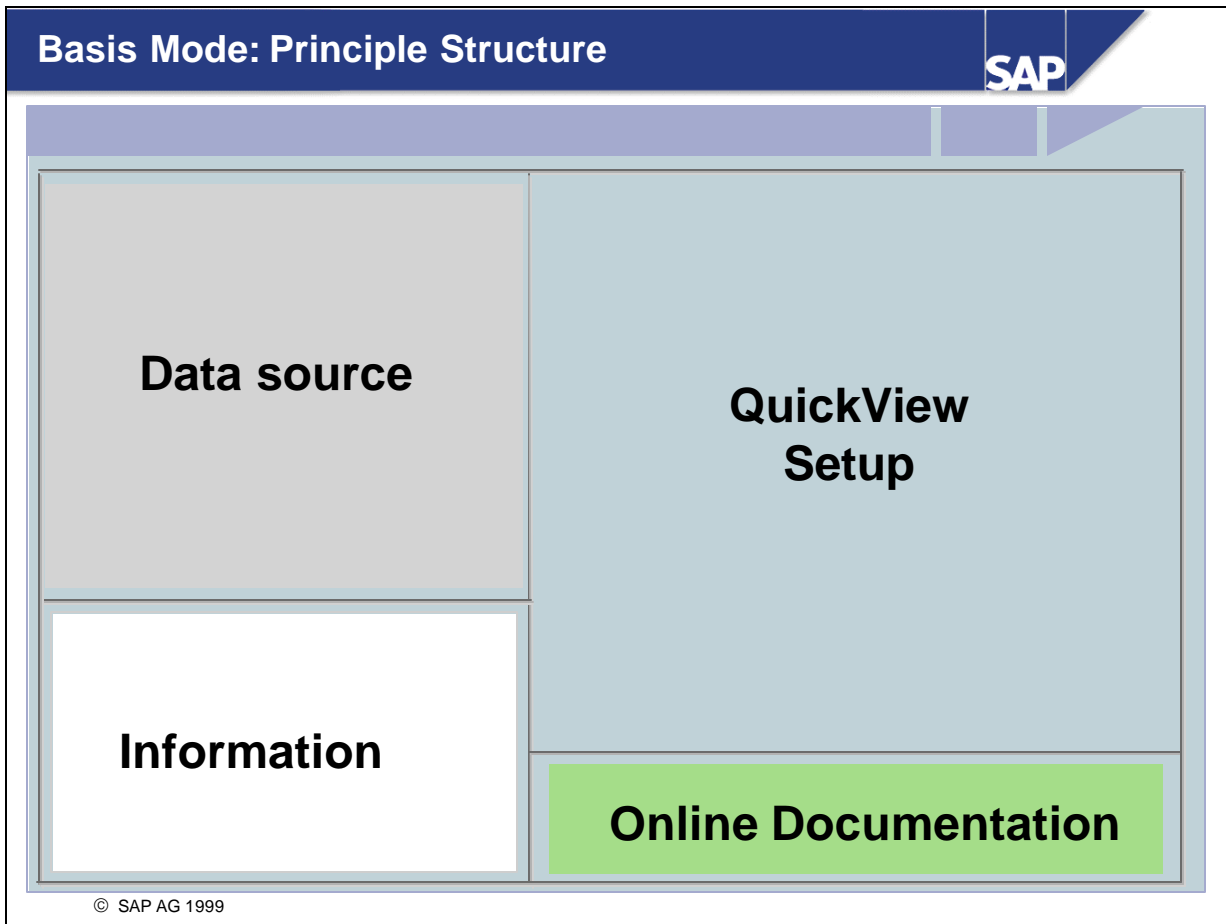 Basis Mode: Principle Structure
SAP
Data source
QuickView
Setup
Information
Online Documentation
© SAP AG 1999